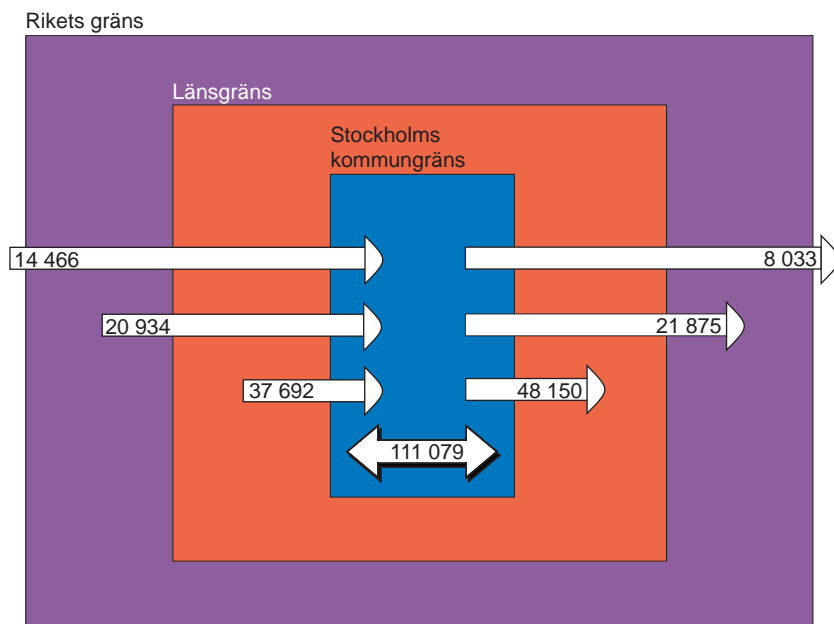 Rikets gräns
Länsgräns
Stockholms
kommungräns
14 466
8 033
20 934
21 875
37 692
48 150
111 079